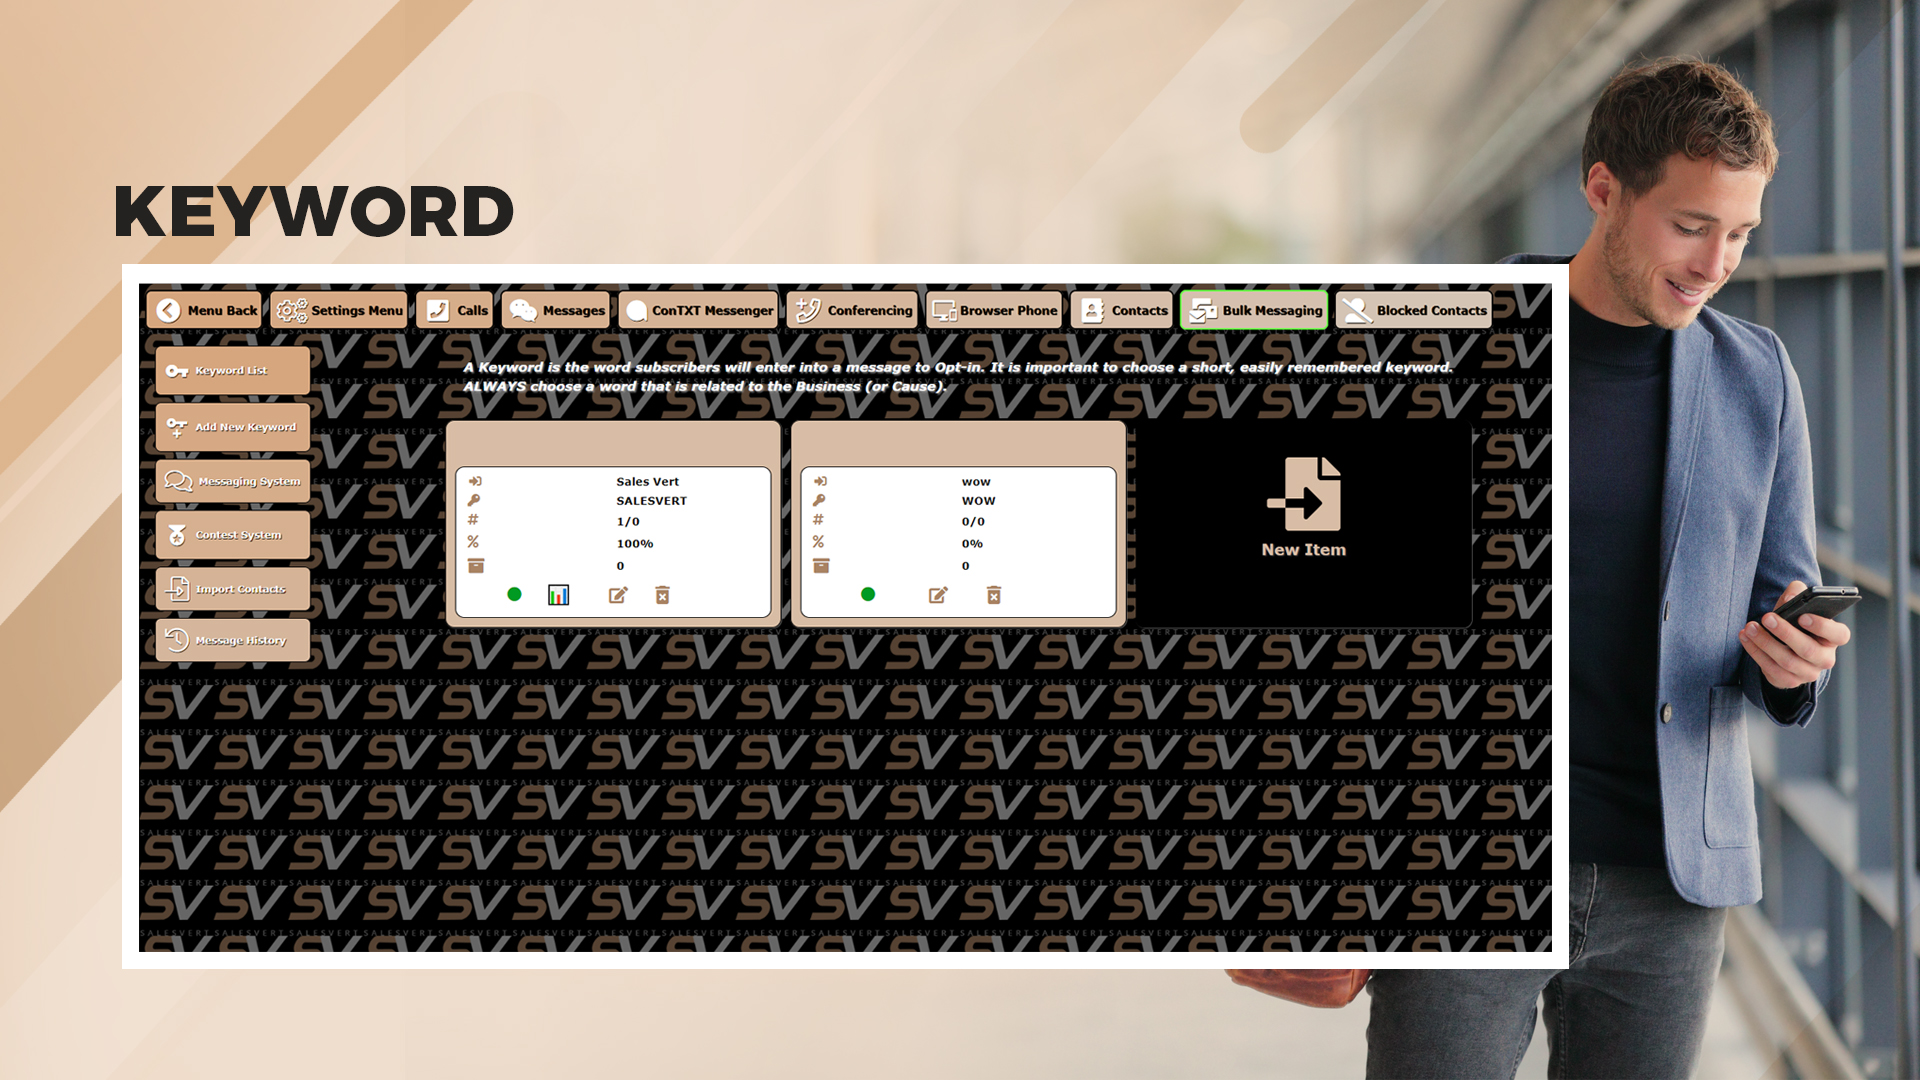 KEYWORD
Menu Back Settings Menu Calls Messages ConTXT Messenger Conferencing Browser Phone Contacts Bulk Messaging Blocked Contacts
Keyword List
Add New Keyword
Messaging System
Contest System
Import Contacts
Message History
A Keyword is the word subscribers will enter into a message to Opt-in. It is important to choose a short, easily remembered keyword.
ALWAYS choose a word that is related to the Business (or Cause).
Sales Vert
SALESVERT
# 1/0
% 100%
0
wow
WOW
# 0/0
% 0%
0
New Item
SV
SALESVERT